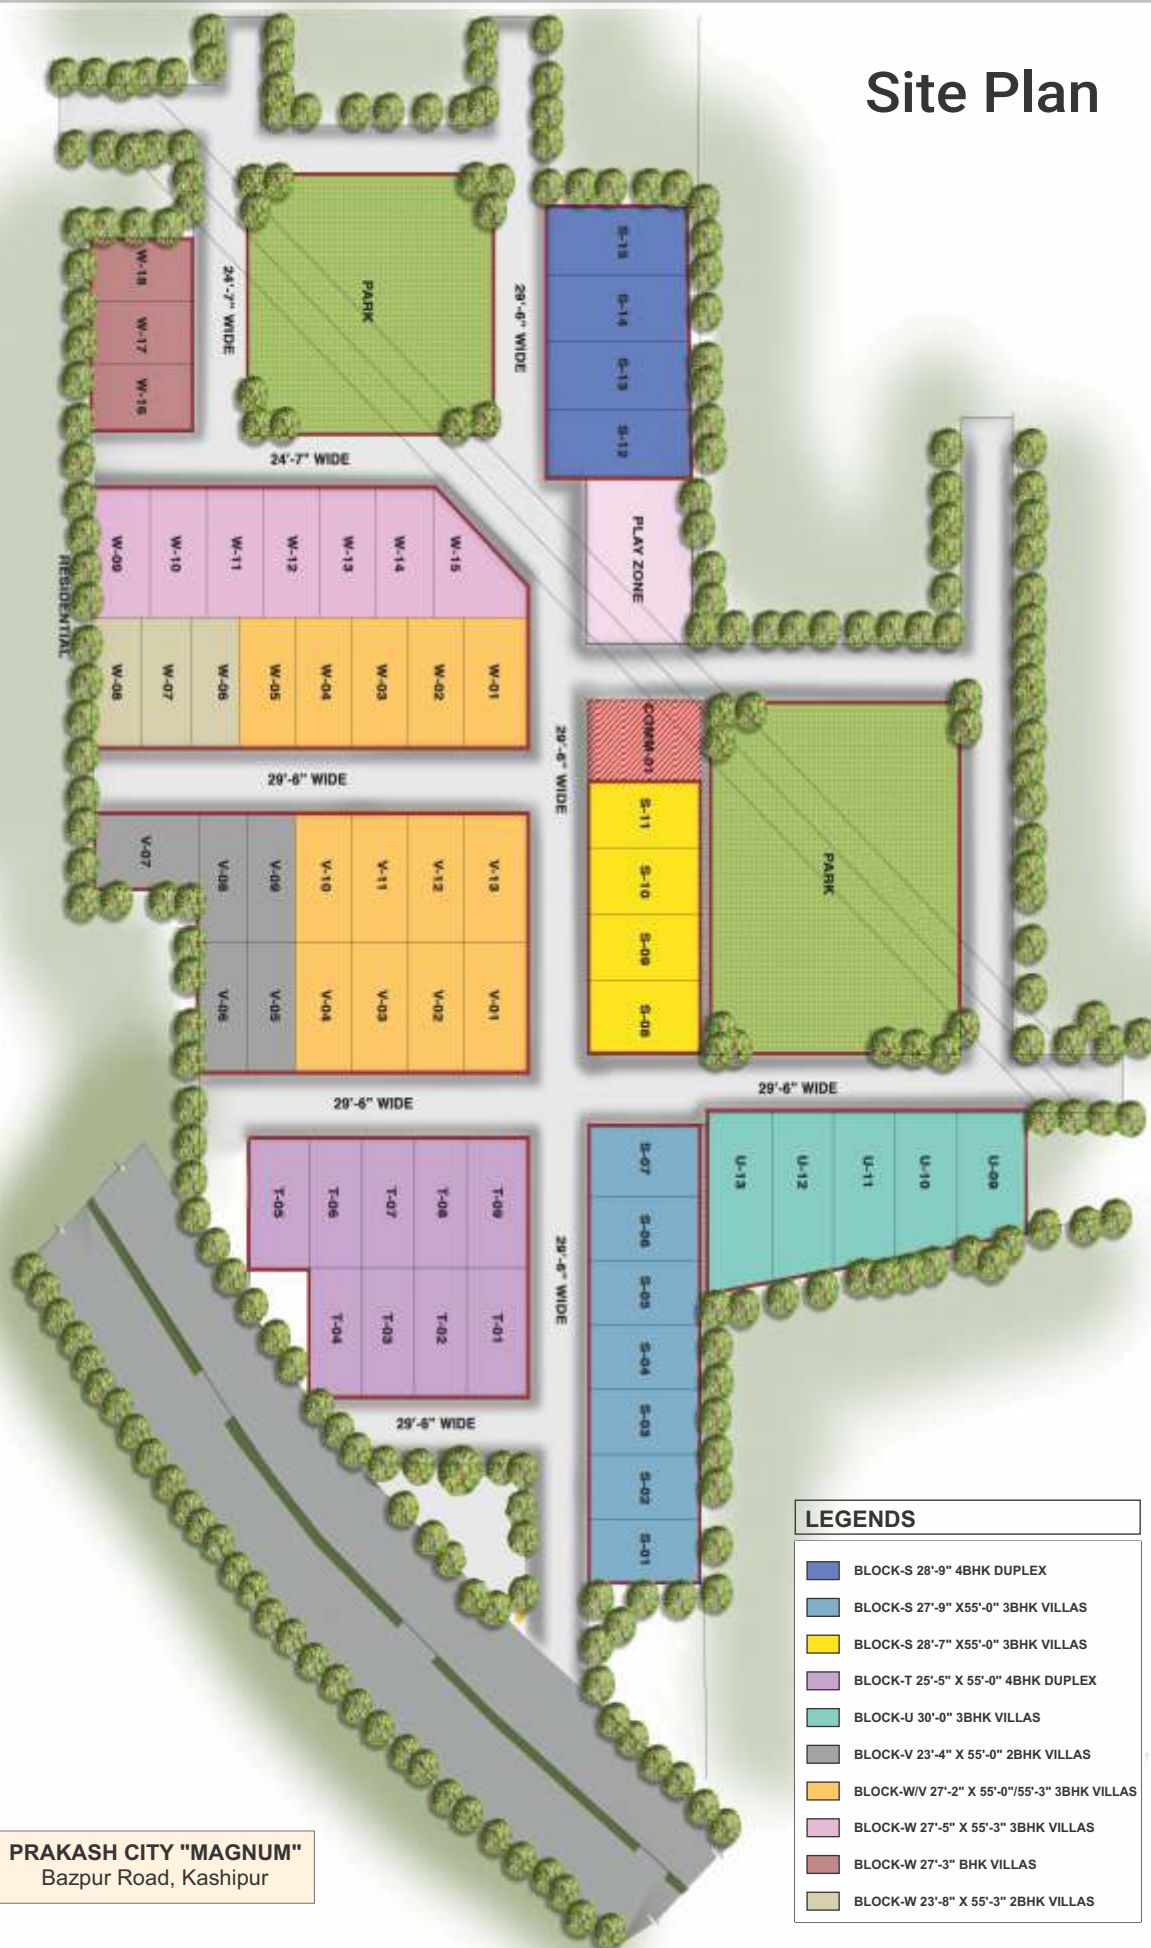 Site Plan
S-15
S-14
S-13
S-12
W-18
W-17
W-16
24'-7" WIDE
PARK
29'-6" WIDE
24'-7" WIDE
PLAY ZONE
W-09
W-10
W-11
W-12
W-13
W-14
W-15
RESIDENTIAL
W-08
W-07
W-06
W-05
W-04
W-03
W-02
W-01
29'-6" WIDE
29'-6" WIDE
COMM-01
S-11
S-10
S-09
S-08
PARK
V-07
V-08
V-09
V-10
V-11
V-12
V-13
V-06
V-05
V-04
V-03
V-02
V-01
29'-6" WIDE
29'-6" WIDE
T-05
T-06
T-07
T-08
T-09
T-04
T-03
T-02
T-01
29'-6" WIDE
29'-6" WIDE
S-07
S-06
S-05
S-04
S-03
S-02
S-01
U-13
U-12
U-11
U-10
U-09
LEGENDS
BLOCK-S 28'-9" 4BHK DUPLEX
BLOCK-S 27'-9" X55'-0" 3BHK VILLAS
BLOCK-S 28'-7" X55'-0" 3BHK VILLAS
BLOCK-T 25'-5" X 55'-0" 4BHK DUPLEX
BLOCK-U 30'-0" 3BHK VILLAS
BLOCK-V 23'-4" X 55'-0" 2BHK VILLAS
BLOCK-W/V 27'-2" X 55'-0"/55'-3" 3BHK VILLAS
BLOCK-W 27'-5" X 55'-3" 3BHK VILLAS
BLOCK-W 27'-3" BHK VILLAS
BLOCK-W 23'-8" X 55'-3" 2BHK VILLAS
PRAKASH CITY "MAGNUM"
Bazpur Road, Kashipur